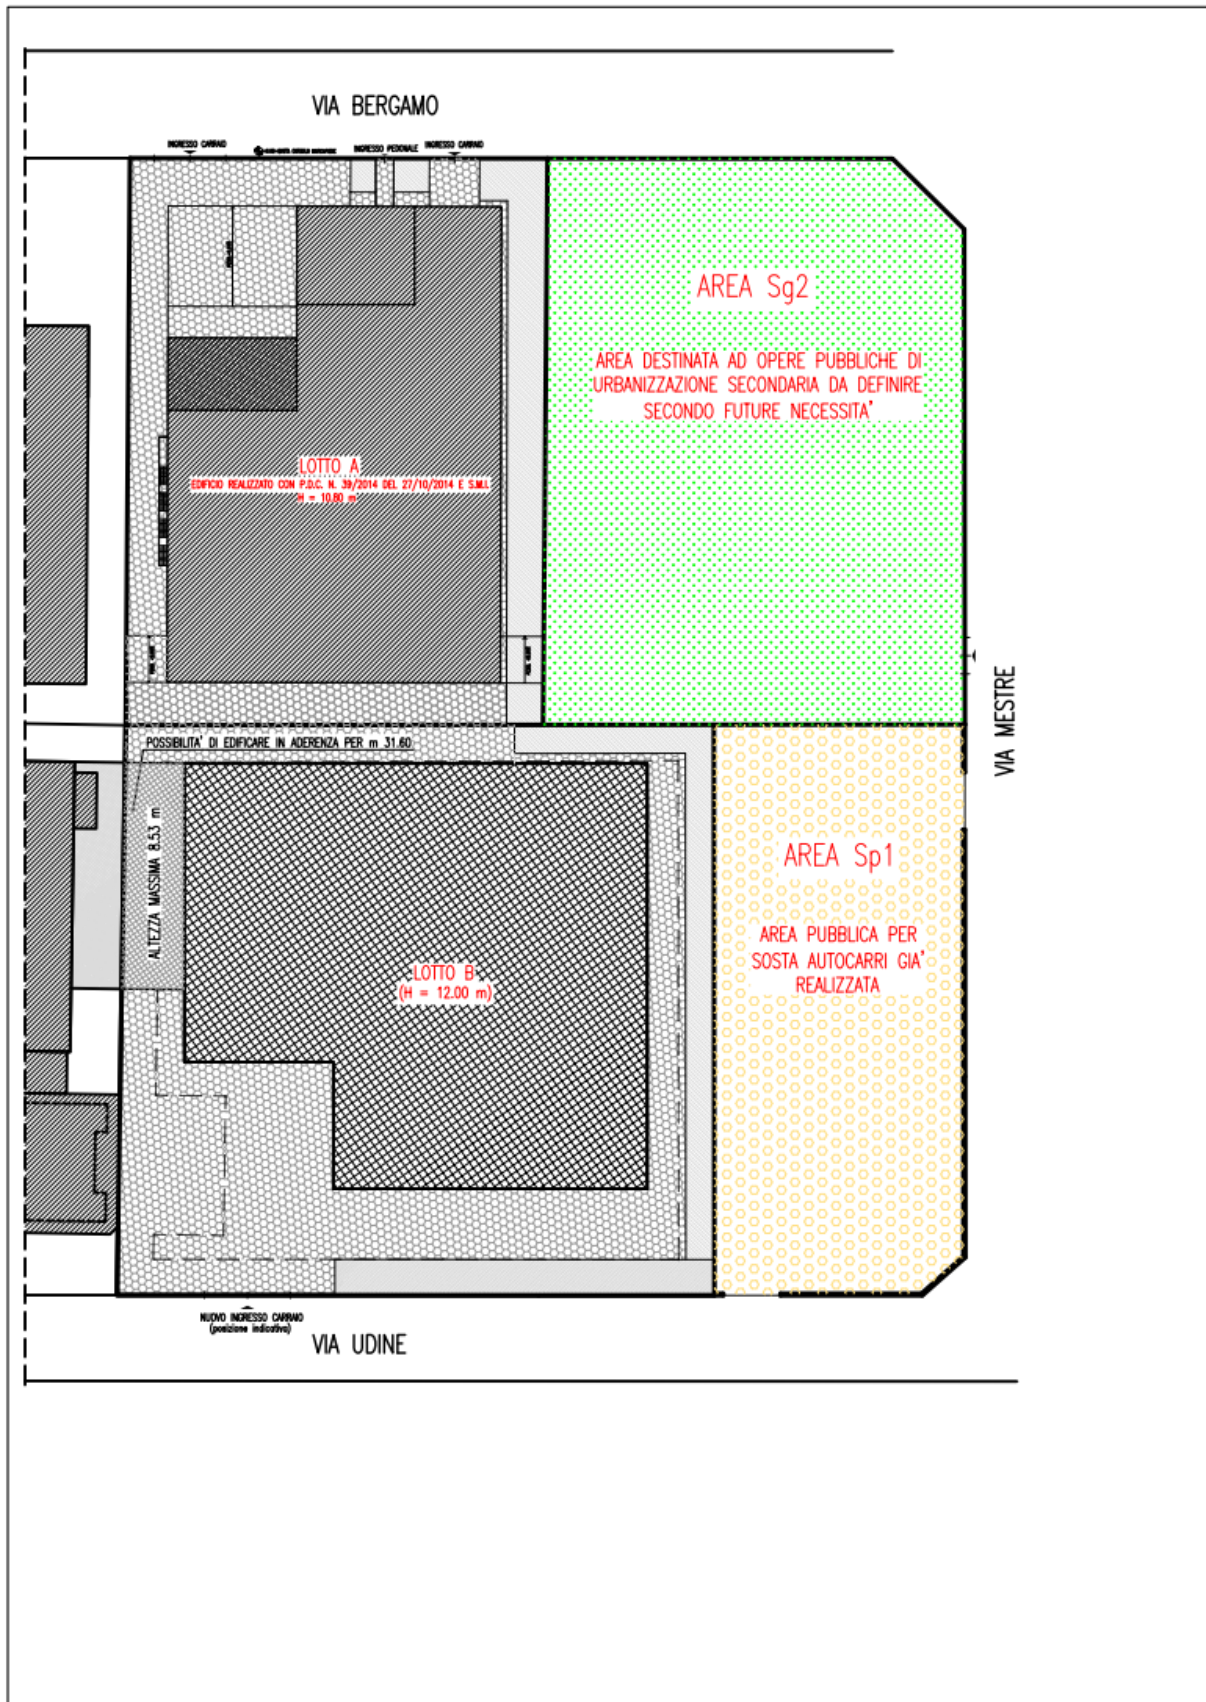 VIA BERGAMO
INGRESSO CARRAIO
INGRESSO PEDONALE
INGRESSO CARRAIO
AREA Sg2
AREA DESTINATA AD OPERE PUBBLICHE DI
URBANIZZAZIONE SECONDARIA DA DEFINIRE
SECONDO FUTURE NECESSITA'
LOTTO A
EDIFICIO REALIZZATO CON P.D.C. N. 39/2014 DEL 27/10/2014 E S.M.I.
H = 10.80 m
VIA MESTRE
POSSIBILITA' DI EDIFICARE IN ADERENZA PER m 31.60
ALTEZZA MASSIMA 8.53 m
AREA Sp1
AREA PUBBLICA PER
SOSTA AUTOCARRI GIA'
REALIZZATA
LOTTO B
(H = 12.00 m)
NUOVO INGRESSO CARRAIO
(posizione indicativa)
VIA UDINE